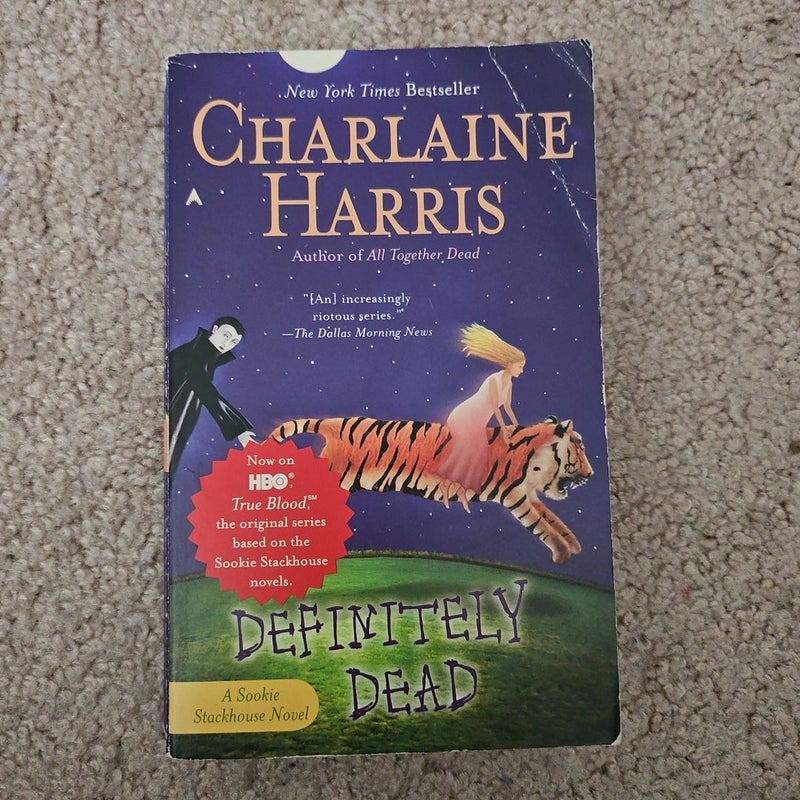 New York Times Bestseller
CHARLAINE
HARRIS
Author of All Together Dead
"[An] increasingly
riotous series."
—The Dallas Morning News
Now on
HBO®,
True Blood,℠
the original series
based on the
Sookie Stackhouse
novels.
DEFINITELY
DEAD
A Sookie
Stackhouse Novel